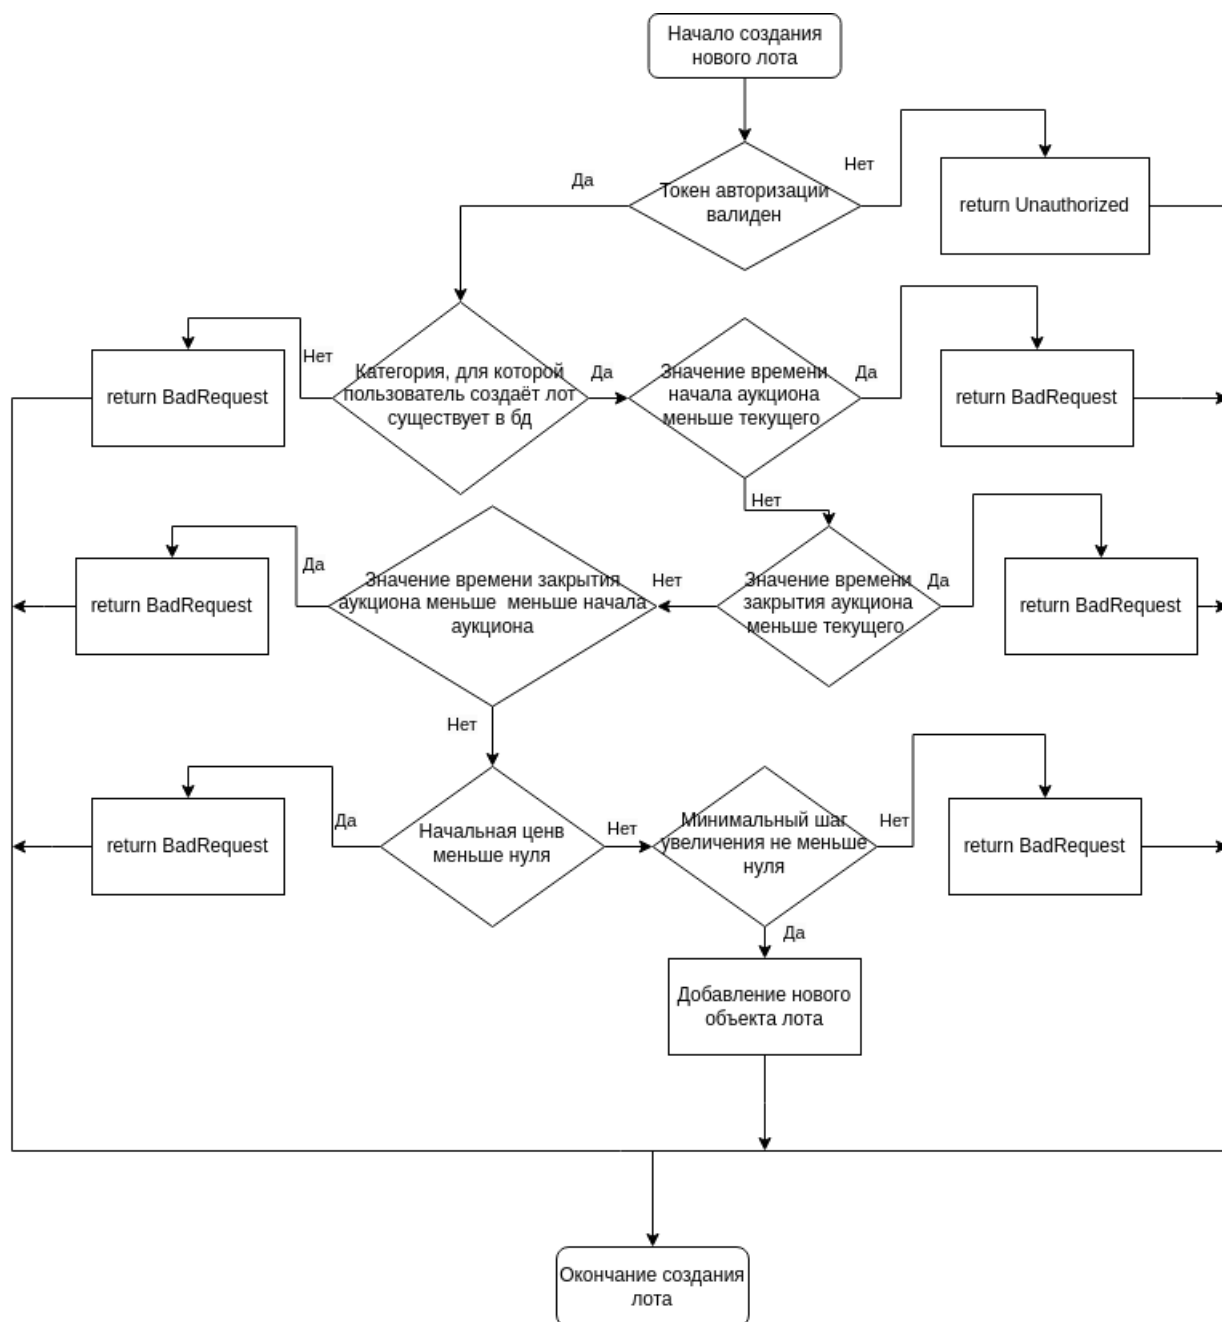 Начало создания
нового лота
Да
Нет
Токен авторизации
валиден
return Unauthorized
Нет
return BadRequest
Категория, для которой
пользователь создаёт лот
существует в бд
Да
Значение времени
начала аукциона
меньше текущего
Да
return BadRequest
Нет
Да
return BadRequest
Значение времени закрытия
аукциона меньше  меньше начала
аукциона
Нет
Значение времени
закрытия аукциона
меньше текущего
Да
return BadRequest
Нет
Да
return BadRequest
Начальная ценв
меньше нуля
Нет
Минимальный шаг
увеличения не меньше
нуля
Нет
return BadRequest
Да
Добавление нового
объекта лота
Окончание создания
лота